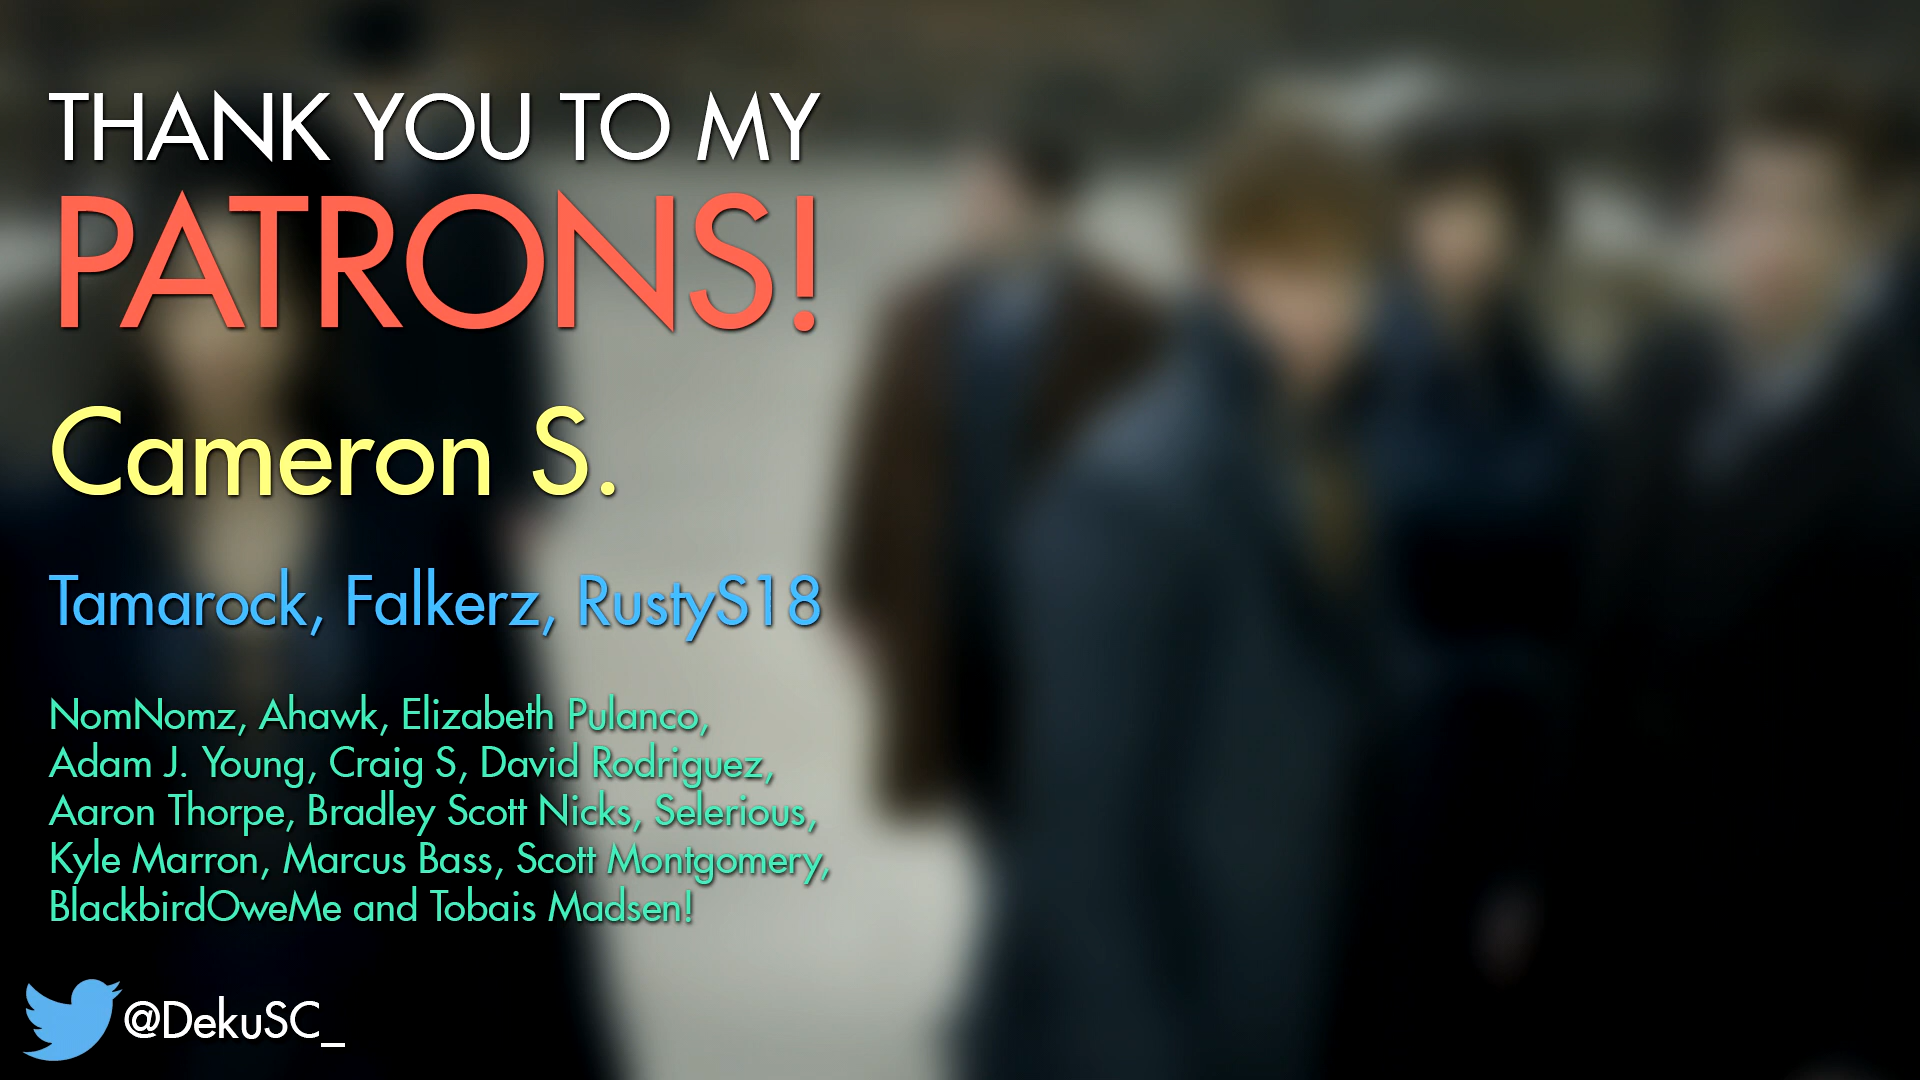 THANK YOU TO MY
PATRONS!
Cameron S.
Tamarock, Falkerz, RustyS18
NomNomz, Ahawk, Elizabeth Pulanco,
Adam J. Young, Craig S, David Rodriguez,
Aaron Thorpe, Bradley Scott Nicks, Selerious,
Kyle Marron, Marcus Bass, Scott Montgomery,
BlackbirdOweMe and Tobais Madsen!
@DekuSC_